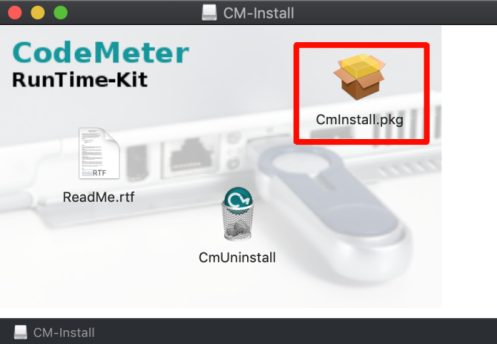 CM-Install
CodeMeter
RunTime-Kit
CmInstall.pkg
RTF
ReadMe.rtf
CmUninstall
CM-Install